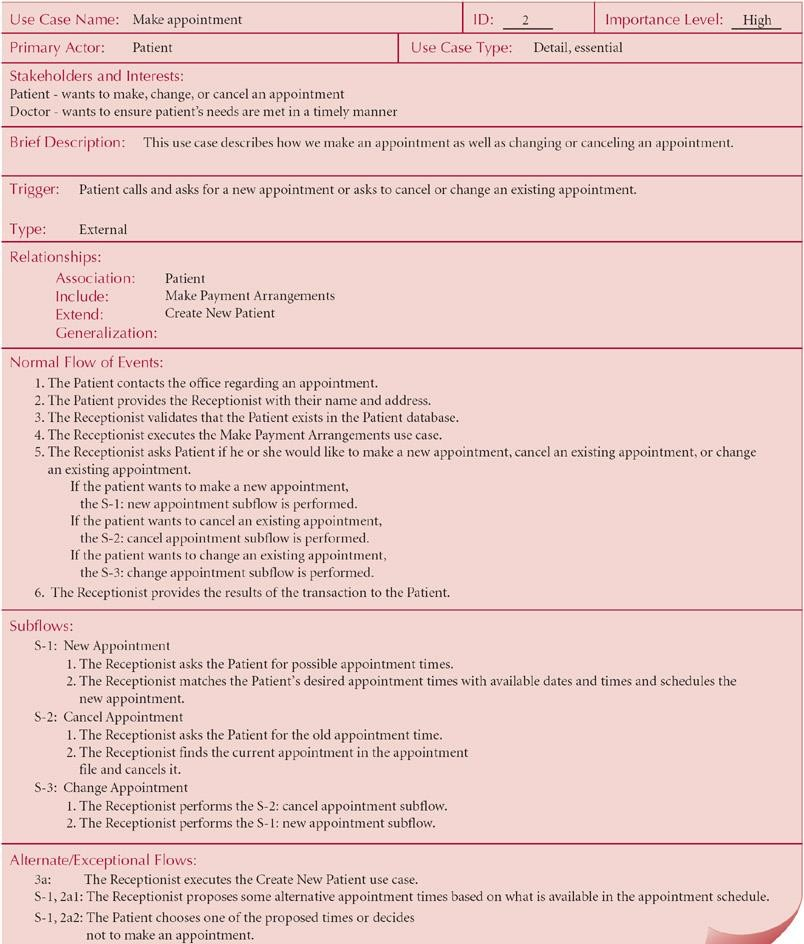 Use Case Name: Make appointment ID: 2 Importance Level: High
Primary Actor: Patient Use Case Type: Detail, essential
Stakeholders and Interests:
Patient - wants to make, change, or cancel an appointment
Doctor - wants to ensure patient's needs are met in a timely manner
Brief Description: This use case describes how we make an appointment as well as changing or canceling an appointment.
Trigger: Patient calls and asks for a new appointment or asks to cancel or change an existing appointment.
Type: External
Relationships:
Association: Patient
Include: Make Payment Arrangements
Extend: Create New Patient
Generalization:
Normal Flow of Events:
1. The Patient contacts the office regarding an appointment.
2. The Patient provides the Receptionist with their name and address.
3. The Receptionist validates that the Patient exists in the Patient database.
4. The Receptionist executes the Make Payment Arrangements use case.
5. The Receptionist asks Patient if he or she would like to make a new appointment, cancel an existing appointment, or change
an existing appointment.
If the patient wants to make a new appointment,
the S-1: new appointment subflow is performed.
If the patient wants to cancel an existing appointment,
the S-2: cancel appointment subflow is performed.
If the patient wants to change an existing appointment,
the S-3: change appointment subflow is performed.
6. The Receptionist provides the results of the transaction to the Patient.
Subflows:
S-1: New Appointment
1. The Receptionist asks the Patient for possible appointment times.
2. The Receptionist matches the Patient's desired appointment times with available dates and times and schedules the
new appointment.
S-2: Cancel Appointment
1. The Receptionist asks the Patient for the old appointment time.
2. The Receptionist finds the current appointment in the appointment
file and cancels it.
S-3: Change Appointment
1. The Receptionist performs the S-2: cancel appointment subflow.
2. The Receptionist performs the S-1: new appointment subflow.
Alternate/Exceptional Flows:
3a: The Receptionist executes the Create New Patient use case.
S-1, 2a1: The Receptionist proposes some alternative appointment times based on what is available in the appointment schedule.
S-1, 2a2: The Patient chooses one of the proposed times or decides
not to make an appointment.